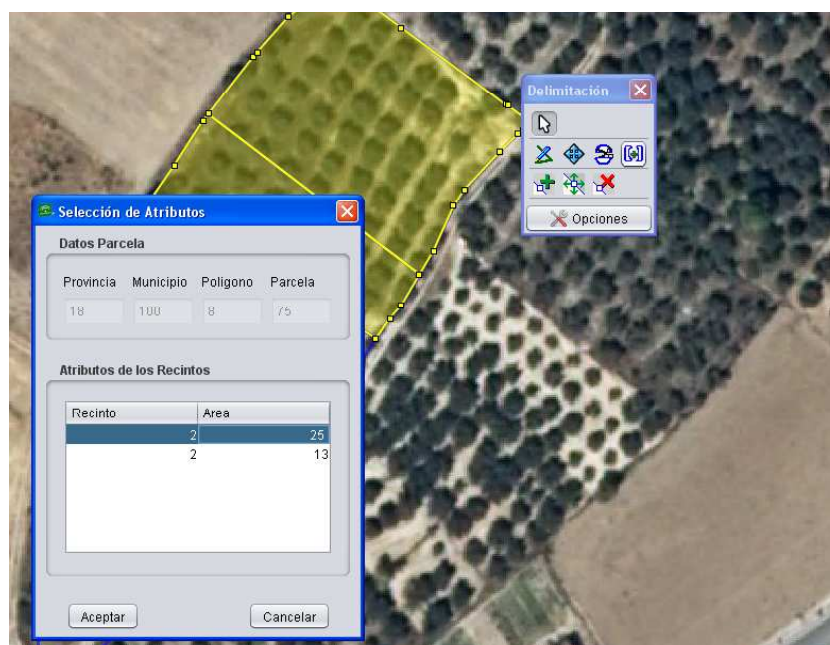 Delimitación
Opciones
Selección de Atributos
Datos Parcela
Provincia Municipio Polígono Parcela
18 100 8 75
Atributos de los Recintos
Recinto Area
2 25
2 13
Aceptar Cancelar